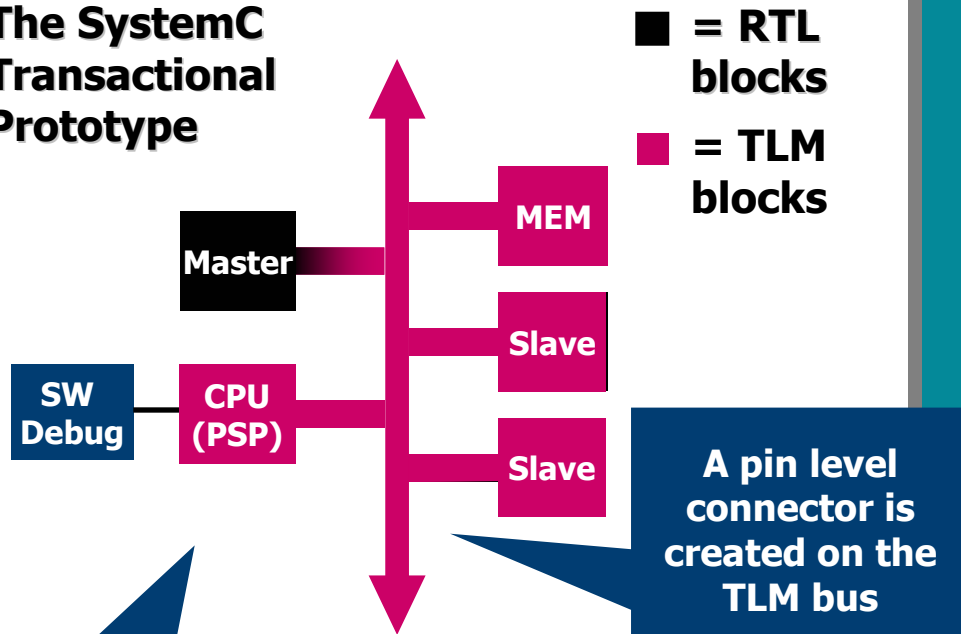 The SystemC
Transactional
Prototype
= RTL
blocks
= TLM
blocks
MEM
Master
Slave
SW
Debug
CPU
(PSP)
Slave
A pin level
connector is
created on the
TLM bus